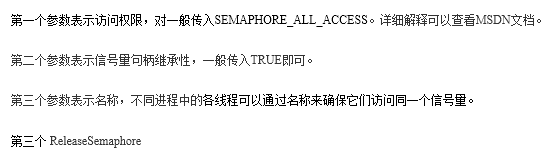 第一个参数表示访问权限，对一般传入SEMAPHORE_ALL_ACCESS。详细解释可以查看MSDN文档。
第二个参数表示信号量句柄继承性，一般传入TRUE即可。
第三个参数表示名称，不同进程中的各线程可以通过名称来确保它们访问同一个信号量。
第三个 ReleaseSemaphore